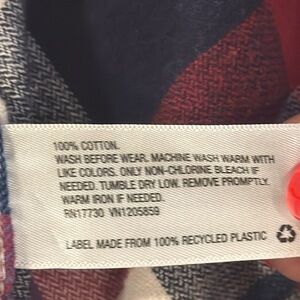 100% COTTON.
WASH BEFORE WEAR. MACHINE WASH WARM WITH
LIKE COLORS. ONLY NON-CHLORINE BLEACH IF
NEEDED. TUMBLE DRY LOW. REMOVE PROMPTLY.
WARM IRON IF NEEDED.
RN17730 VN1205859
LABEL MADE FROM 100% RECYCLED PLASTIC